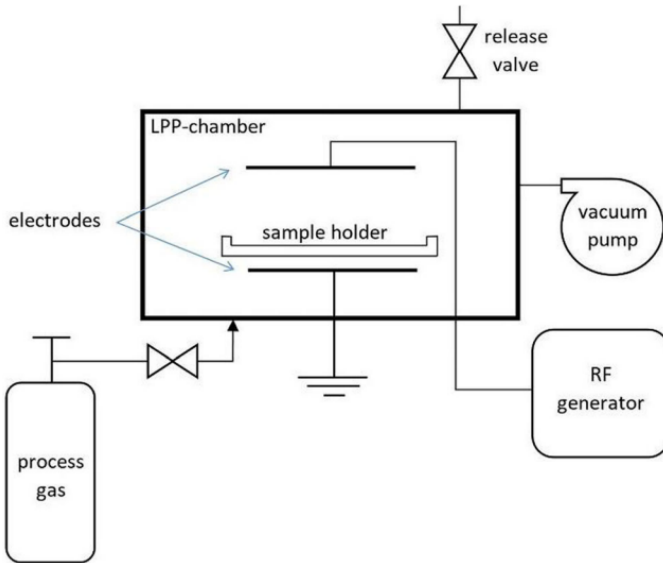 release
valve
LPP-chamber
electrodes
sample holder
vacuum
pump
RF
generator
process
gas